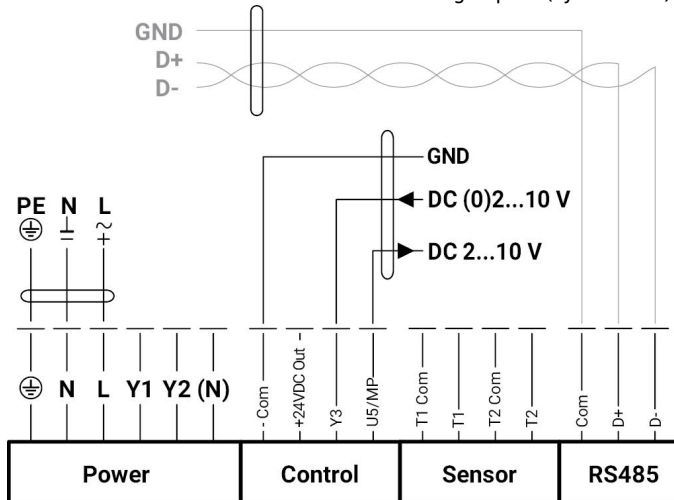 GND
D+
D-
GND
DC (0)2...10 V
DC 2...10 V
PE N L
N L Y1 Y2 (N)
- Com
+24VDC Out -
Y3
U5/MP
T1 Com
T1
T2 Com
T2
Com
D+
D-
Power
Control
Sensor
RS485